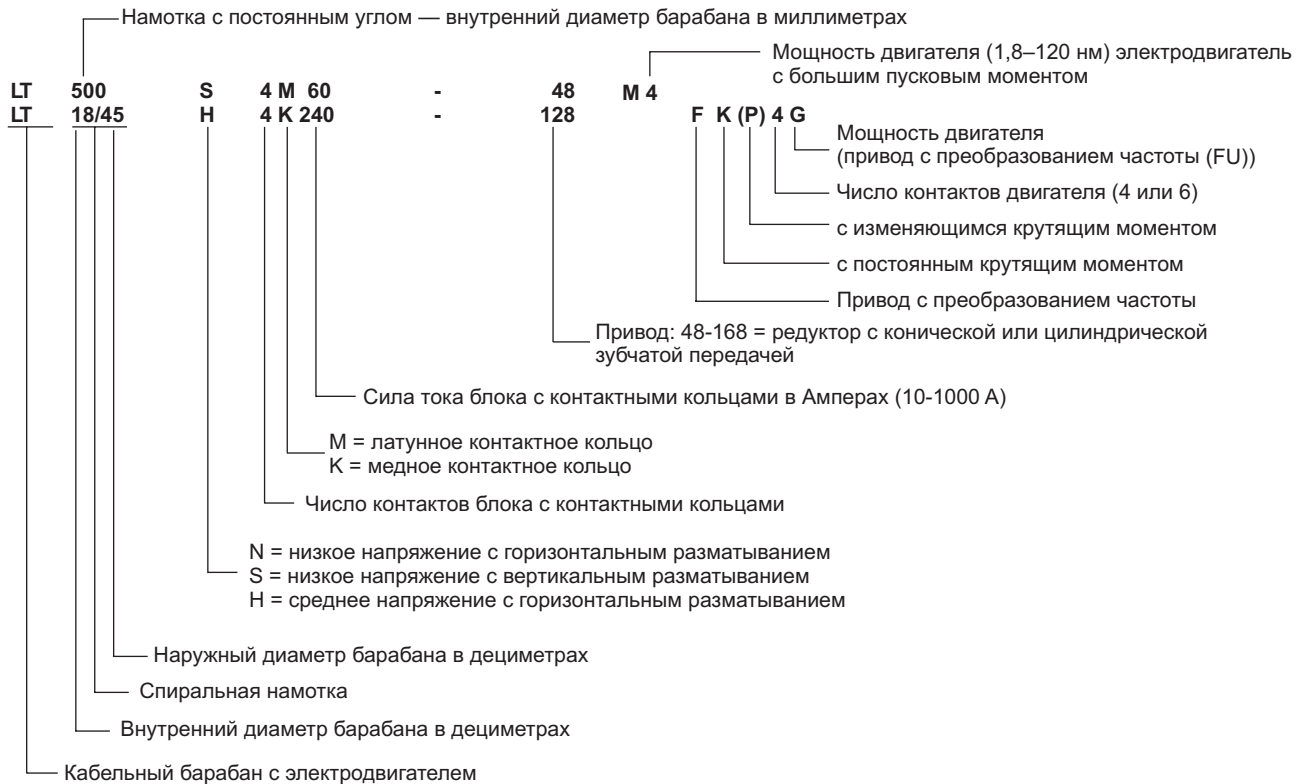 Намотка с постоянным углом — внутренний диаметр барабана в миллиметрах
Мощность двигателя (1,8–120 нм) электродвигатель
с большим пусковым моментом
LT 500 S 4 M 60 - 48 M 4
LT 18/45 H 4 K 240 - 128 F K (P) 4 G
Мощность двигателя
(привод с преобразованием частоты (FU))
Число контактов двигателя (4 или 6)
с изменяющимся крутящим моментом
с постоянным крутящим моментом
Привод с преобразованием частоты
Привод: 48-168 = редуктор с конической или цилиндрической
зубчатой передачей
Сила тока блока с контактными кольцами в Амперах (10-1000 A)
M = латунное контактное кольцо
K = медное контактное кольцо
Число контактов блока с контактными кольцами
N = низкое напряжение с горизонтальным разматыванием
S = низкое напряжение с вертикальным разматыванием
H = среднее напряжение с горизонтальным разматыванием
Наружный диаметр барабана в дециметрах
Спиральная намотка
Внутренний диаметр барабана в дециметрах
Кабельный барабан с электродвигателем